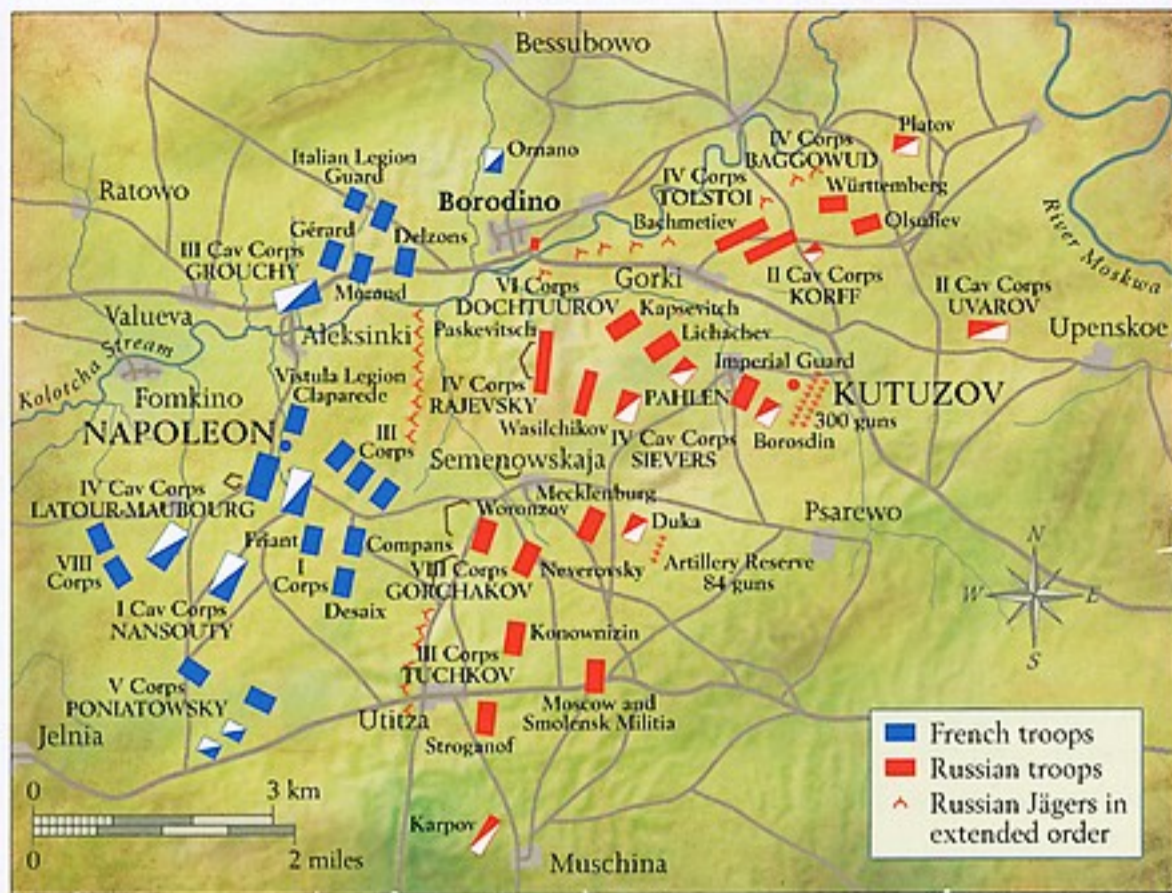 Bessubowo
Platov
IV Corps
BAGGOWUD
Ornano
Italian Legion
Guard
IV Corps
TOLSTOI
Württemberg
Ratowo
Borodino
Bachmetiev
Olsufiev
River Moskwa
Gérard
Delzons
III Cav Corps
GROUCHY
Morand
Gorki
II Cav Corps
KORFF
II Cav Corps
UVAROV
VI Corps
DOCHTUUROV
Kapsevitch
Valueva
Aleksinki
Paskevitsch
Lichachev
Upenskoe
Kolotcha Stream
Vistula Legion
Claparede
Imperial Guard
Fomkino
IV Corps
RAJEVSKY
PAHLEN
KUTUZOV
NAPOLEON
III
Corps
Wasilchikov
IV Cav Corps
SIEVERS
Borosdin
300 guns
Semenowskaja
IV Cav Corps
LATOUR-MAUBOURG
Mecklenburg
Woronzov
Duka
Psarewo
Friant
Compans
VIII
Corps
I
Corps
VIII Corps
GORCHAKOV
Neverovsky
Artillery Reserve
84 guns
N
W
E
S
I Cav Corps
NANSOUTY
Desaix
Konownizin
III Corps
TUCHKOV
V Corps
PONIATOWSKY
Moscow and
Smolensk Militia
Jelnia
Utitza
Stroganof
French troops
Russian troops
Russian Jägers in
extended order
0
3 km
0
2 miles
Karpov
Muschina